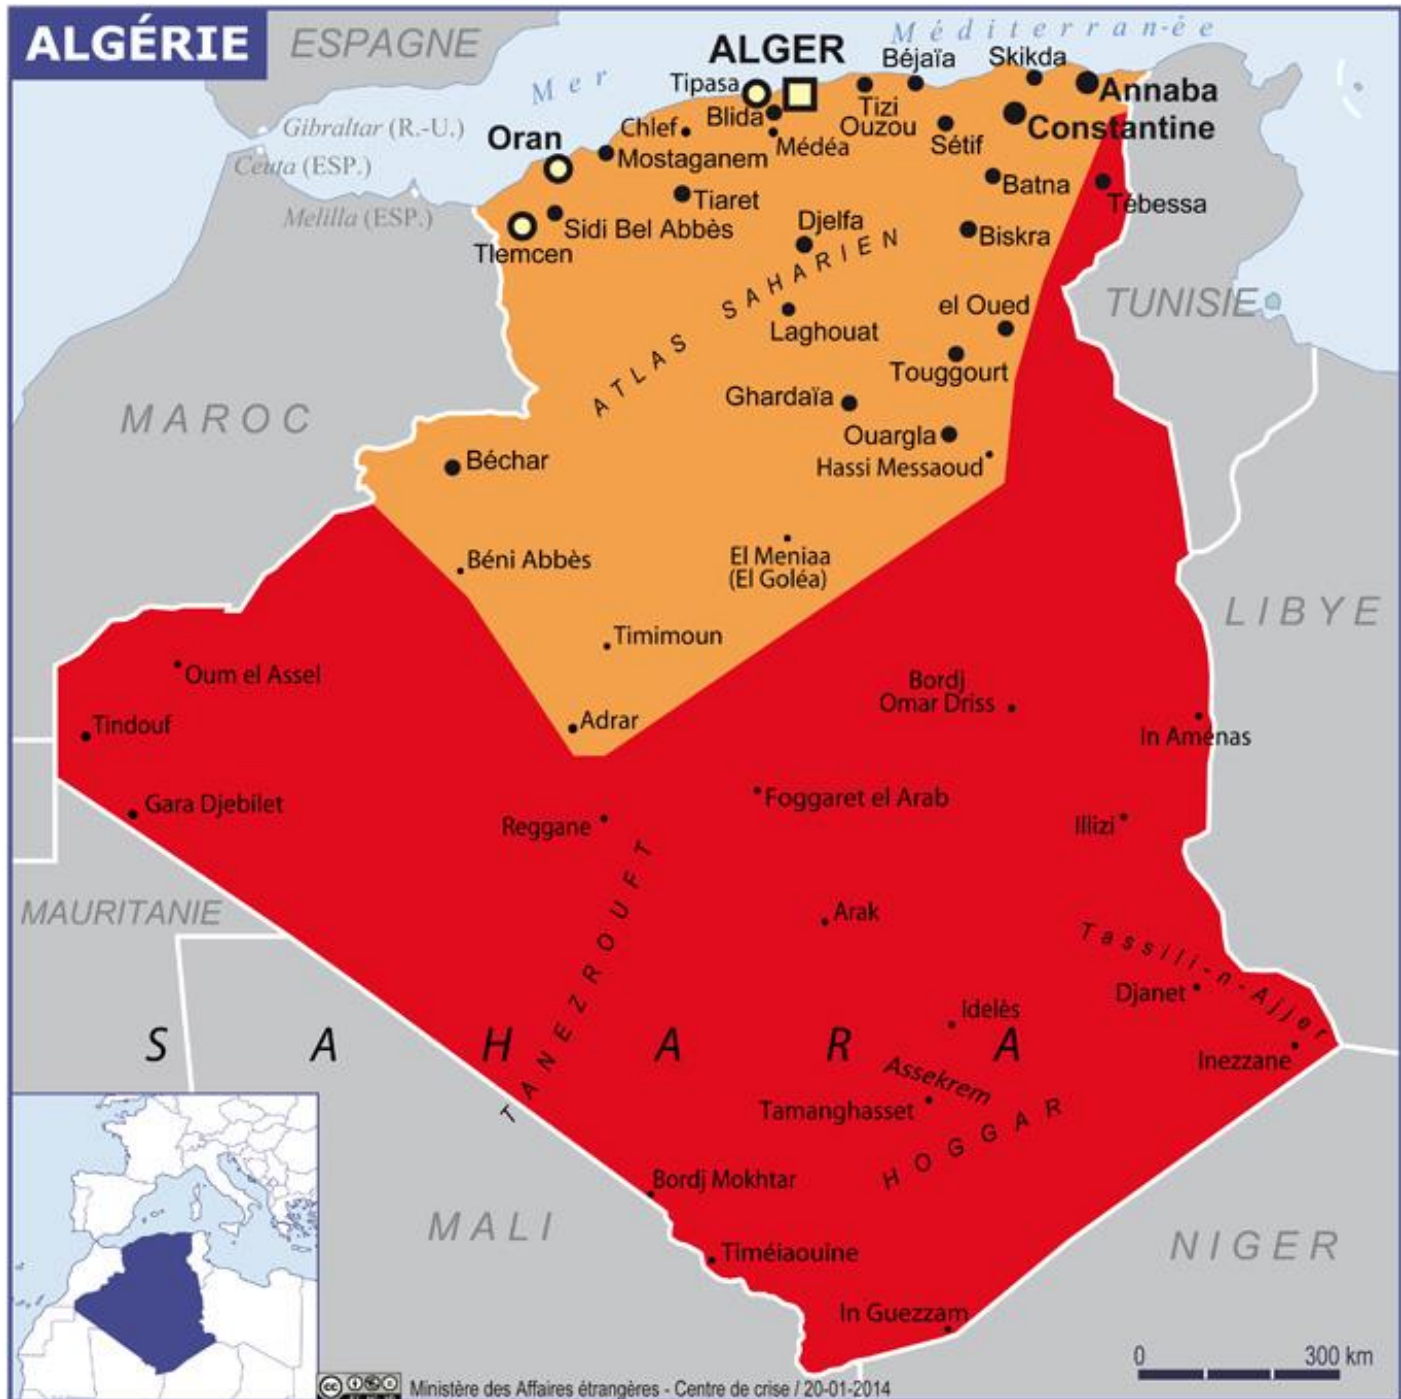 ALGÉRIE
ESPAGNE
Mer
Méditerran-ée
ALGER
Tipasa
Béjaïa
Skikda
Annaba
Blida
Tizi
Ouzou
Constantine
Gibraltar (R.-U.)
Oran
Chlef
Médéa
Sétif
Ceuta (ESP.)
Mostaganem
Batna
Melilla (ESP.)
Tiaret
Tébessa
Sidi Bel Abbès
Djelfa
Biskra
Tlemcen
ATLAS SAHARIEN
TUNISIE
el Oued
Laghouat
Touggourt
MAROC
Ghardaïa
Ouargla
Béchar
Hassi Messaoud
Béni Abbès
El Meniaa
(El Goléa)
LIBYE
Timimoun
Oum el Assel
Bordj
Omar Driss
Tindouf
Adrar
In Aménas
Gara Djebilet
Reggane
Foggaret el Arab
Illizi
TANEZROUFT
MAURITANIE
Arak
Tassili-n-Ajjer
Djanet
Idelès
SAHARA
Inezzane
Assekrem
Tamanghasset
HOGGAR
Bordj Mokhtar
MALI
Timéiaouine
NIGER
In Guezzam
0
300 km
cc
Ministère des Affaires étrangères - Centre de crise / 20-01-2014